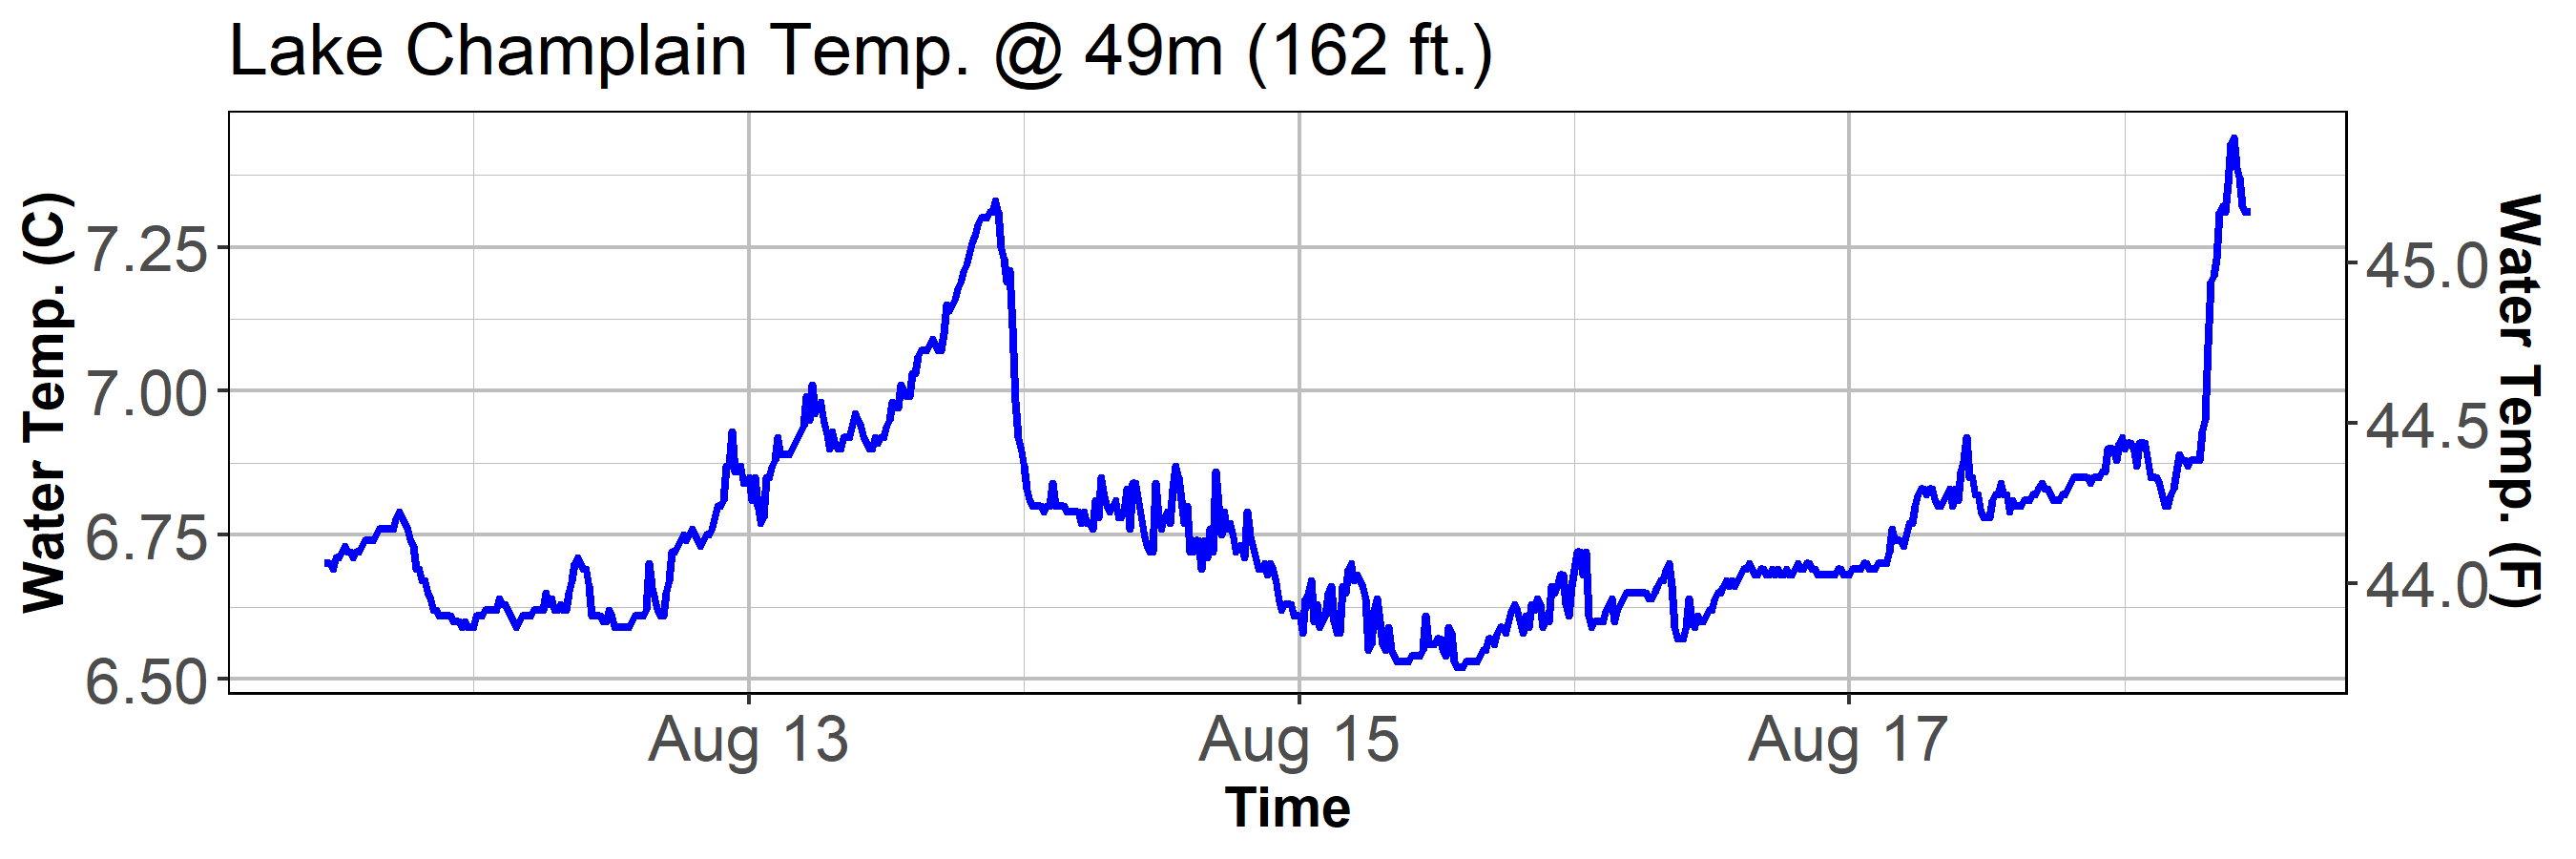 Lake Champlain Temp. @ 49m (162 ft.)
Water Temp. (C)
7.25
7.00
6.75
6.50
45.0
44.5
44.0
Water Temp. (F)
Aug 13 Aug 15 Aug 17
Time